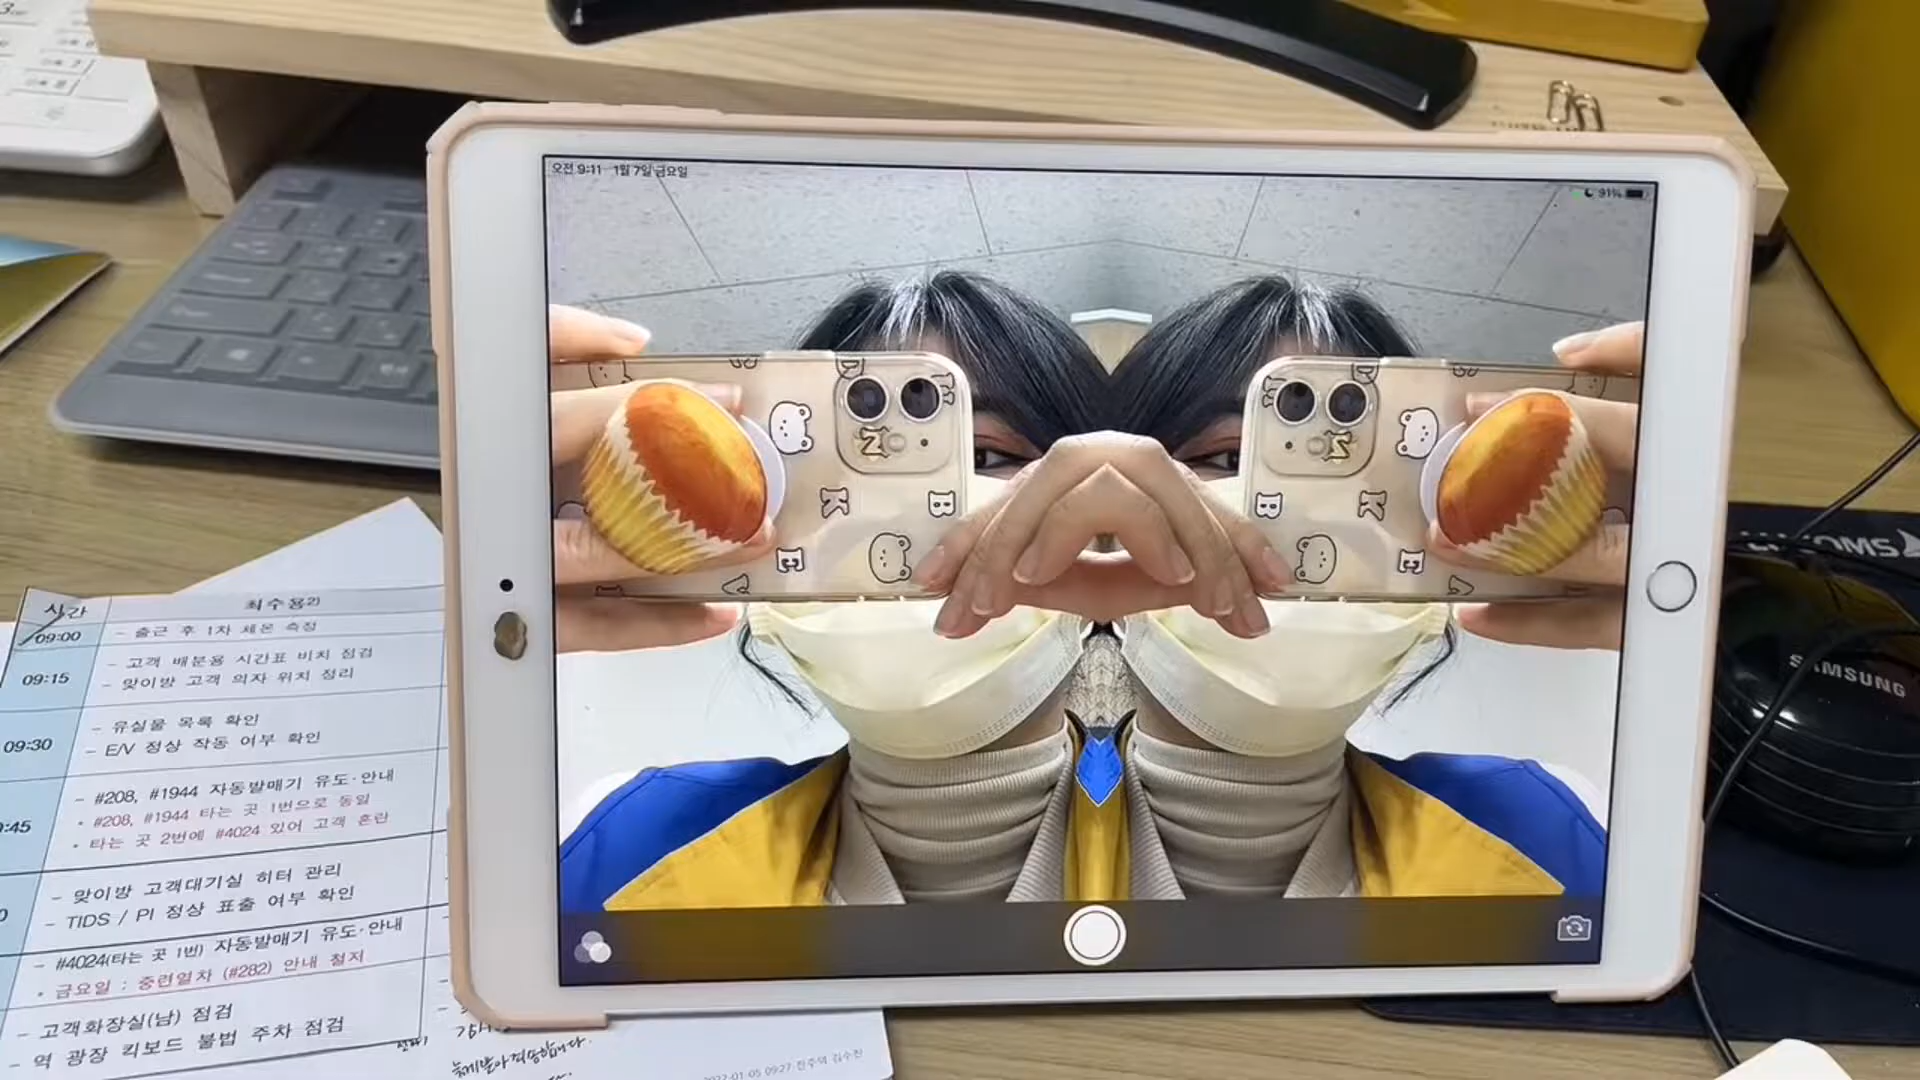 오전 9:11 1월 7일 금요일
91%
SAMSUNG
시간
최수용2)
09:00
- 출근 후 1차 체온 측정
09:15
- 고객 배분용 시간표 비치 점검
- 맞이방 고객 의자 위치 정리
09:30
- 유실물 목록 확인
- E/V 정상 작동 여부 확인
:45
- #208, #1944 자동발매기 유도·안내
• #208, #1944 타는 곳 1번으로 동일
• 타는 곳 2번에 #4024 있어 고객 혼란
- 맞이방 고객대기실 히터 관리
- TIDS / PI 정상 표출 여부 확인
- #4024(타는 곳 1번) 자동발매기 유도·안내
• 금요일 : 중련열차 (#282) 안내 철저
- 고객화장실(남) 점검
- 역 광장 킥보드 불법 주차 점검
2022-01-05 09:27